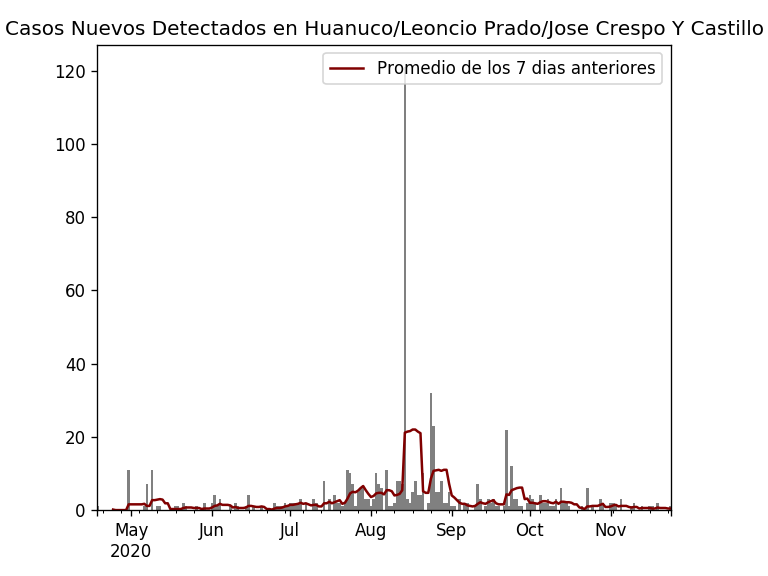 Casos Nuevos Detectados en Huanuco/Leoncio Prado/Jose Crespo Y Castillo
Promedio de los 7 dias anteriores
120
100
80
60
40
20
0
May Jun Jul Aug Sep Oct Nov
2020